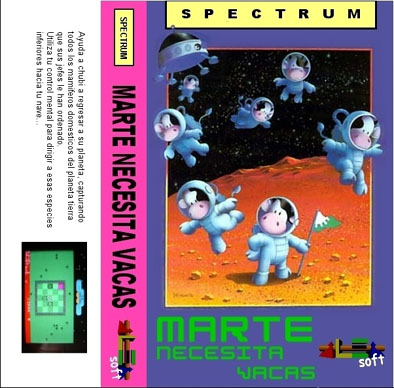 Ayuda a chubi a regresar a su planeta, capturando
todos los mamiferos domesticos del planeta tierra
que sus jefes le han ordenado.
Utiliza tu control mental para dirigir a esas especies
inferiores hacia tu nave...
SPECTRUM
MARTE NECESITA VACAS
soft
SPECTRUM
MARTE
NECESITA
VACAS
soft